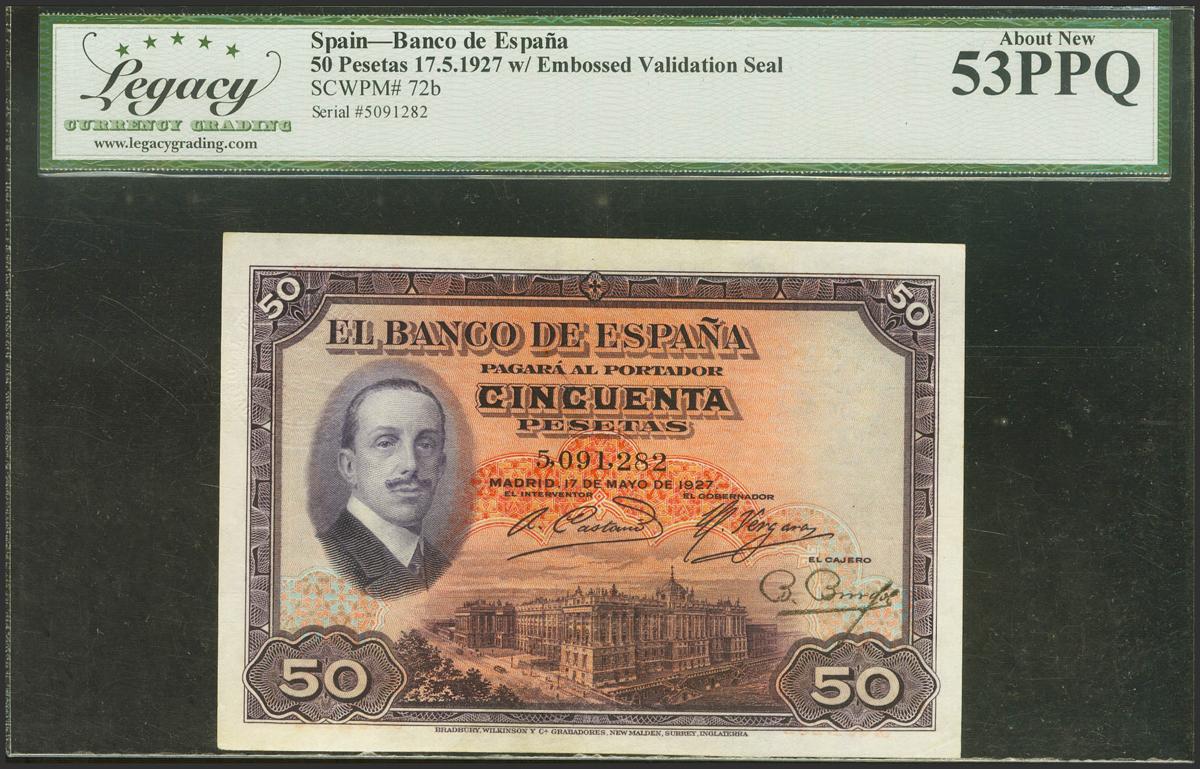 Legacy
CURRENCY GRADING
www.legacygrading.com
Spain—Banco de España
50 Pesetas 17.5.1927 w/ Embossed Validation Seal
SCWPM# 72b
Serial #5091282
About New
53PPQ
50
50
EL BANCO DE ESPAÑA
PAGARÁ AL PORTADOR
CINCUENTA
PESETAS
5,091,282
MADRID, 17 DE MAYO DE 1927
EL INTERVENTOR
EL GOBERNADOR
EL CAJERO
50
50
BRADBURY, WILKINSON Y Cª GRABADORES, NEW MALDEN, SURREY, INGLATERRA